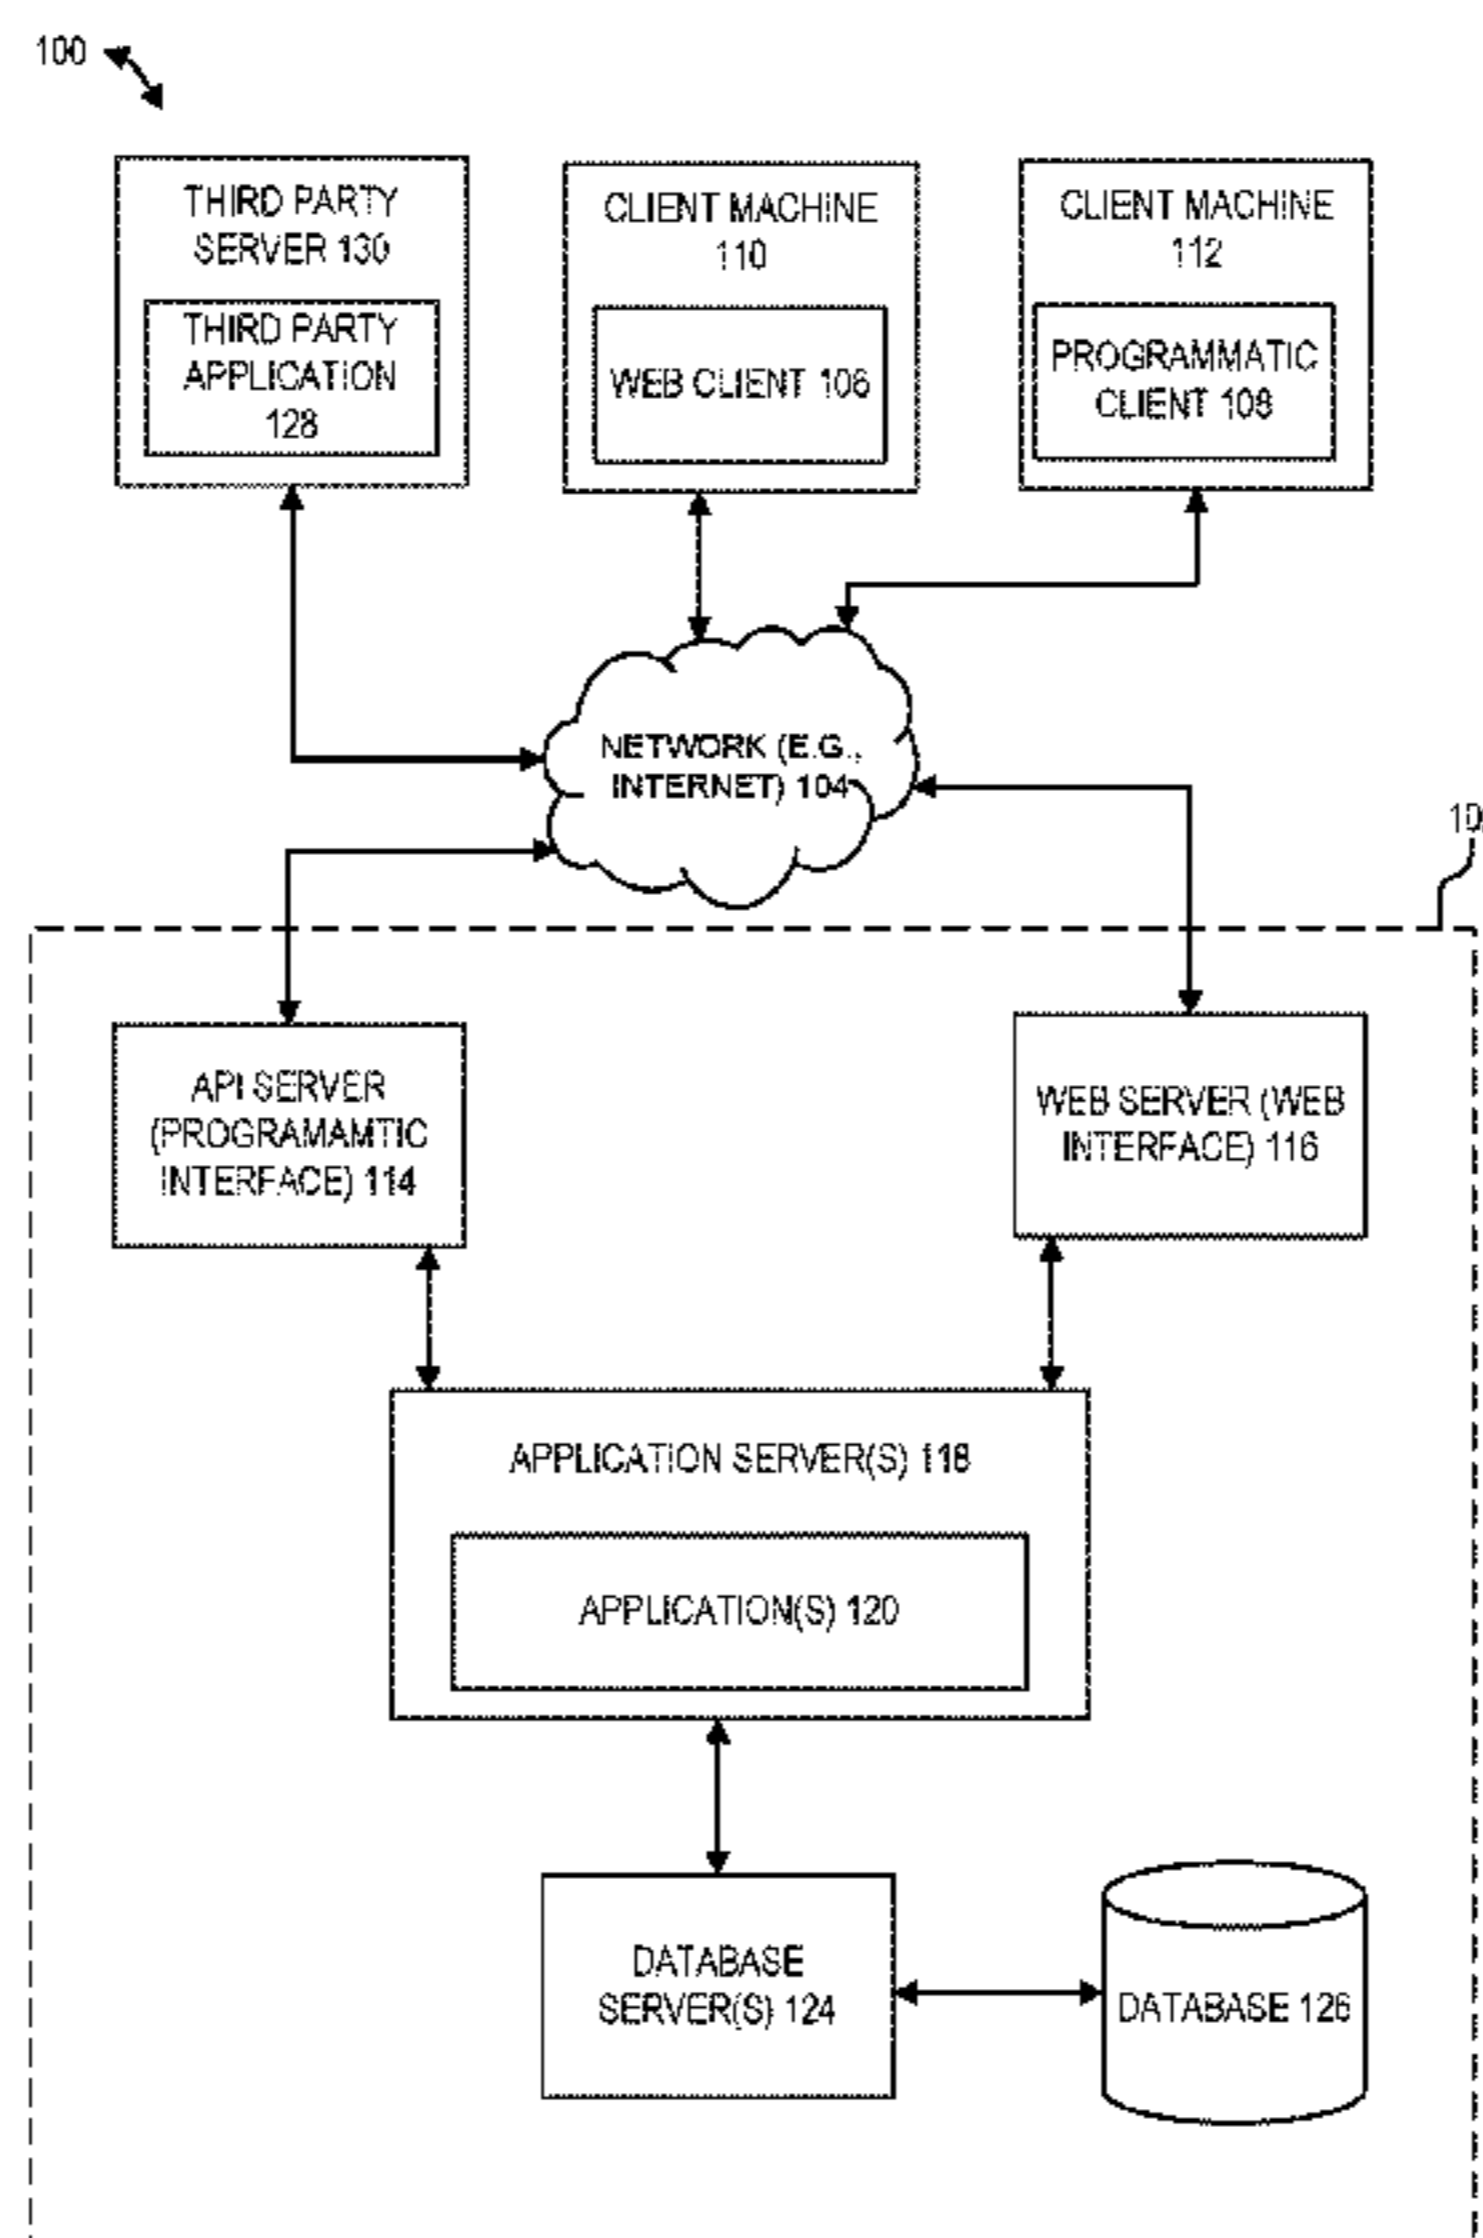 100
THIRD PARTY
SERVER 130
THIRD PARTY
APPLICATION
128
CLIENT MACHINE
110
WEB CLIENT 106
CLIENT MACHINE
112
PROGRAMMATIC
CLIENT 108
NETWORK (E.G.,
INTERNET) 104
10
API SERVER
(PROGRAMAMTIC
INTERFACE) 114
WEB SERVER (WEB
INTERFACE) 116
APPLICATION SERVER(S) 118
APPLICATION(S) 120
DATABASE
SERVER(S) 124
DATABASE 126